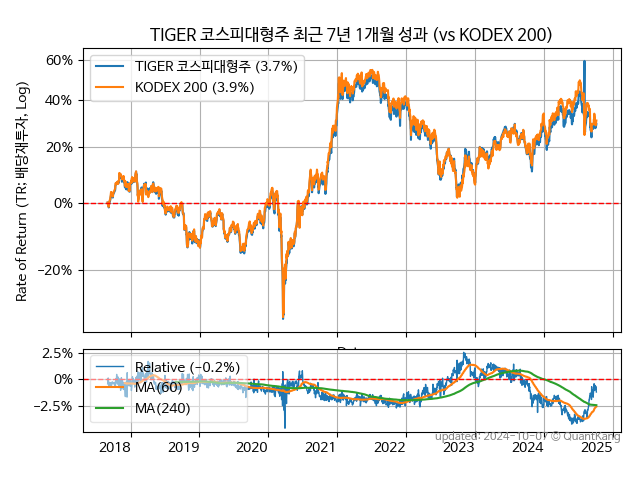 TIGER 코스피대형주 최근 7년 1개월 성과 (vs KODEX 200)
Rate of Return (TR: 배당재투자, Log)
60%
40%
20%
0%
−20%
TIGER 코스피대형주 (3.7%)
KODEX 200 (3.9%)
2.5%
0%
−2.5%
Relative (−0.2%)
MA(60)
MA(240)
2018 2019 2020 2021 2022 2023 2024 2025
updated: 2024-10-07 © QuantKang